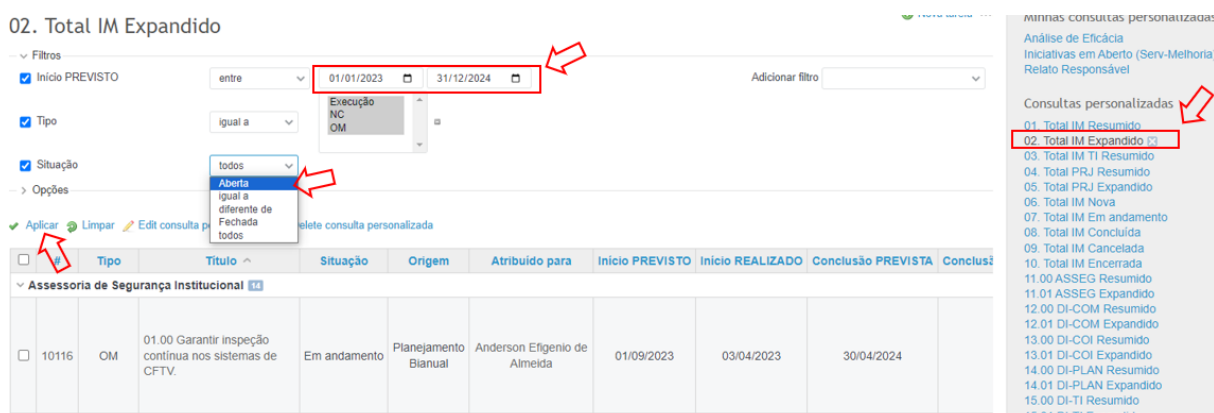 02. Total IM Expandido
Nova tarefa
Filtros
Início PREVISTO
entre
01/01/2023
31/12/2024
Adicionar filtro
Tipo
igual a
Execução
NC
OM
Situação
todos
Aberta
igual a
diferente de
Fechada
todos
Opções
Aplicar
Limpar
Edit consulta
elete consulta personalizada
#
Tipo
Título
Situação
Origem
Atribuído para
Início PREVISTO
Início REALIZADO
Conclusão PREVISTA
Conclusã
Assessoria de Segurança Institucional 14
10116
OM
01.00 Garantir inspeção
contínua nos sistemas de
CFTV.
Em andamento
Planejamento
Bianual
Anderson Efigenio de
Almeida
01/09/2023
03/04/2023
30/04/2024
Minhas consultas personalizadas
Análise de Eficácia
Iniciativas em Aberto (Serv-Melhoria)
Relato Responsável
Consultas personalizadas
01. Total IM Resumido
02. Total IM Expandido
03. Total IM TI Resumido
04. Total PRJ Resumido
05. Total PRJ Expandido
06. Total IM Nova
07. Total IM Em andamento
08. Total IM Concluída
09. Total IM Cancelada
10. Total IM Encerrada
11.00 ASSEG Resumido
11.01 ASSEG Expandido
12.00 DI-COM Resumido
12.01 DI-COM Expandido
13.00 DI-COI Resumido
13.01 DI-COI Expandido
14.00 DI-PLAN Resumido
14.01 DI-PLAN Expandido
15.00 DI-TI Resumido